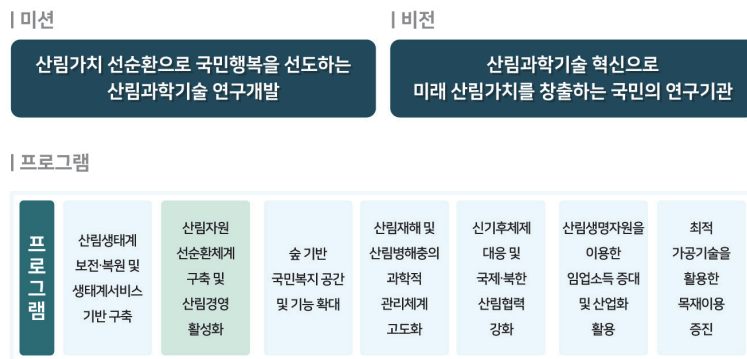 | 미션
산림가치 선순환으로 국민행복을 선도하는
산림과학기술 연구개발
| 비전
산림과학기술 혁신으로
미래 산림가치를 창출하는 국민의 연구기관
| 프로그램
프로그램
산림생태계
보전·복원 및
생태계서비스
기반 구축
산림자원
선순환체계
구축 및
산림경영
활성화
숲 기반
국민복지 공간
및 기능 확대
산림재해 및
산림병해충의
과학적
관리체계
고도화
신기후체제
대응 및
국제·북한
산림협력
강화
산림생명자원을
이용한
임업소득 증대
및 산업화
활용
최적
가공기술을
활용한
목재이용
증진